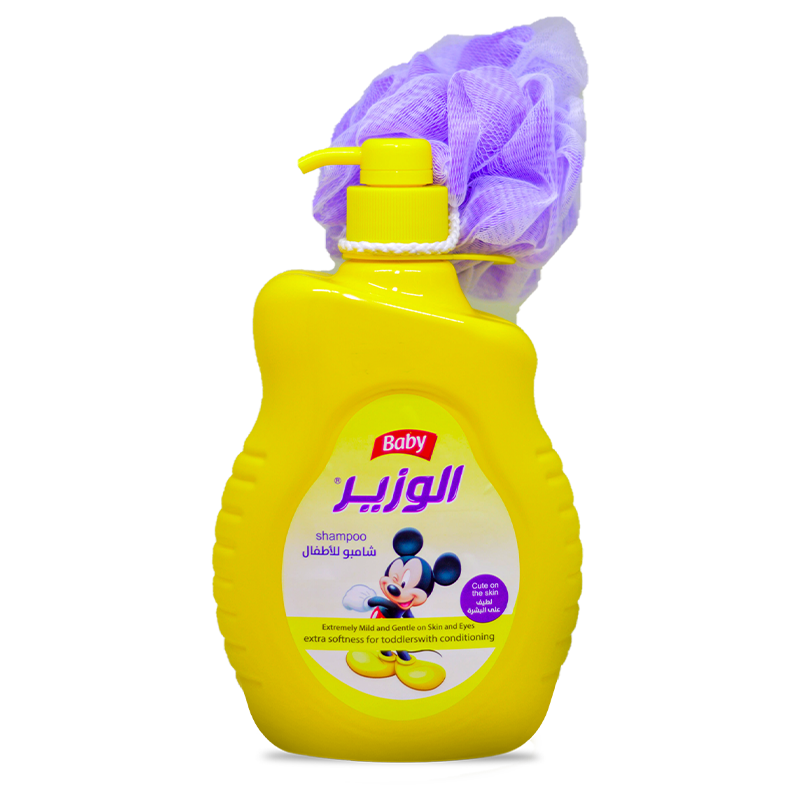 Baby
الوزير®
shampoo
شامبو للأطفال
Cute on
the skin
لطيف
على البشرة
Extremely Mild and Gentle on Skin and Eyes
extra softness for toddlerswith conditioning